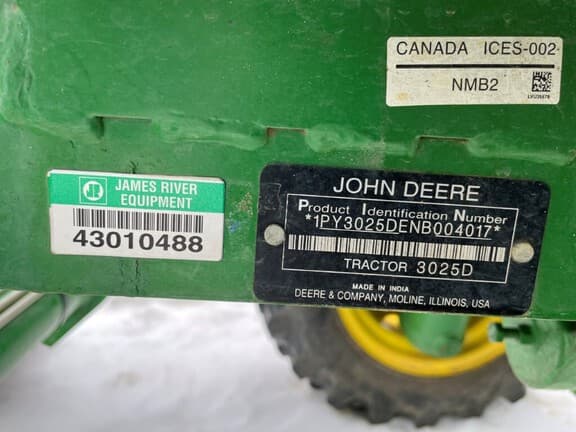 CANADA ICES-002
NMB2
JAMES RIVER
EQUIPMENT
43010488
JOHN DEERE
Product Identification Number
*1PY3025DENB004017*
TRACTOR 3025D
MADE IN INDIA
DEERE & COMPANY, MOLINE, ILLINOIS, USA